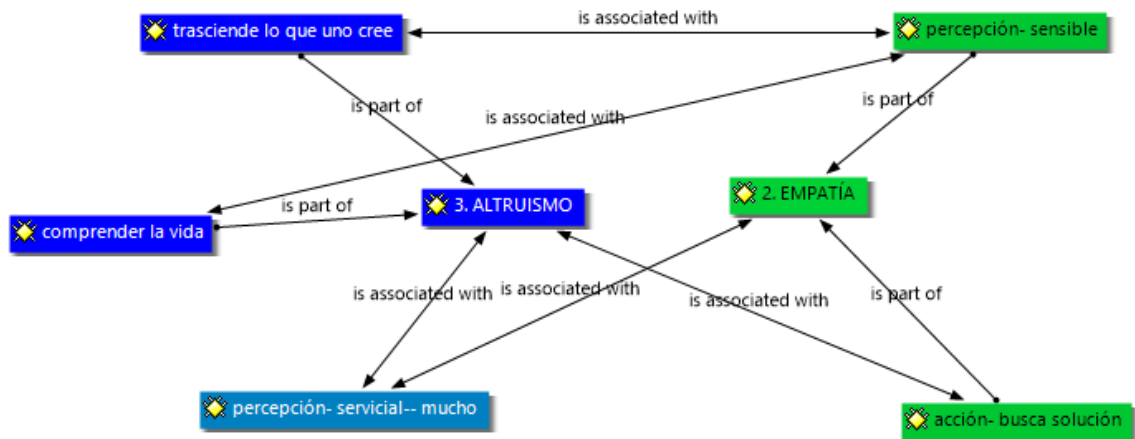 is associated with
trasciende lo que uno cree
percepción- sensible
is part of
is part of
is associated with
2. EMPATÍA
3. ALTRUISMO
is part of
comprender la vida
is associated with
is associated with
is associated with
is part of
percepción- servicial-- mucho
acción- busca solución